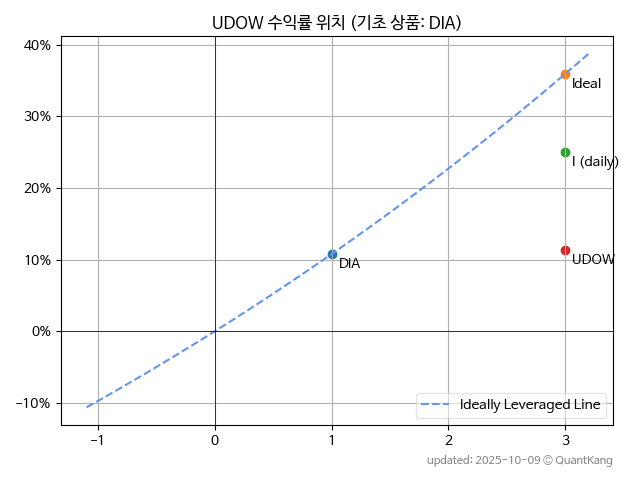 UDOW 수익률 위치 (기초 상품: DIA)
40%
30%
20%
10%
0%
−10%
Ideal
I (daily)
UDOW
DIA
Ideally Leveraged Line
−1 0 1 2 3
updated: 2025-10-09 © QuantKang